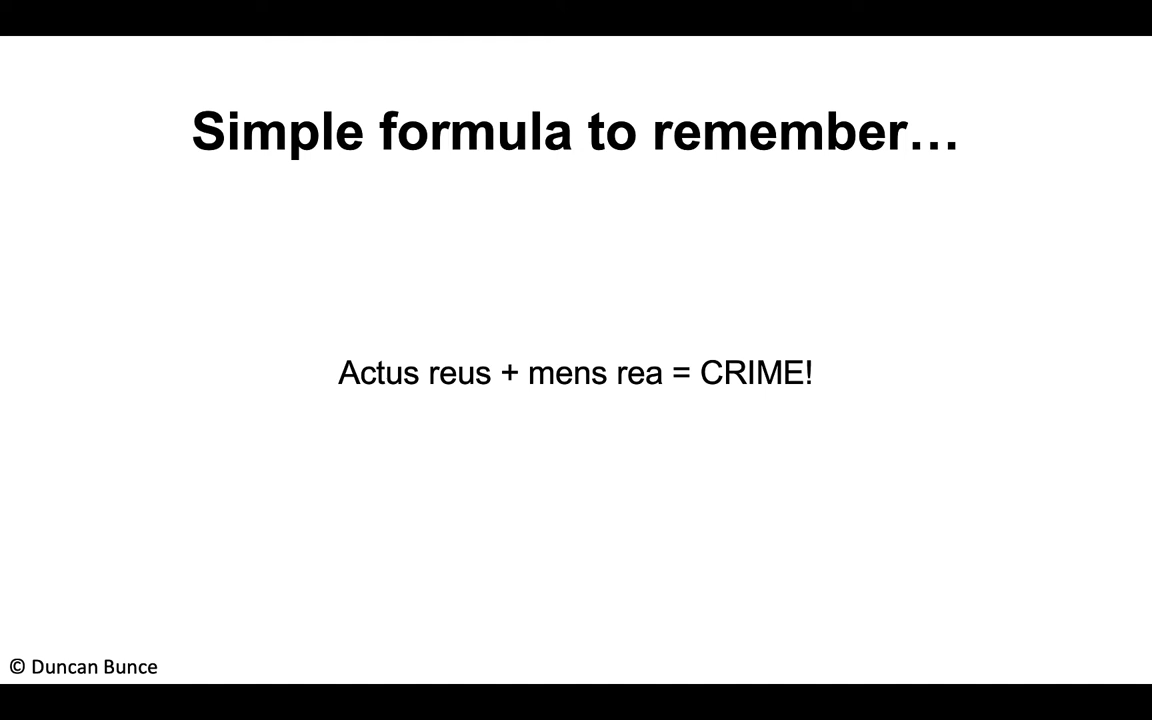 Simple formula to remember…
Actus reus + mens rea = CRIME!
© Duncan Bunce